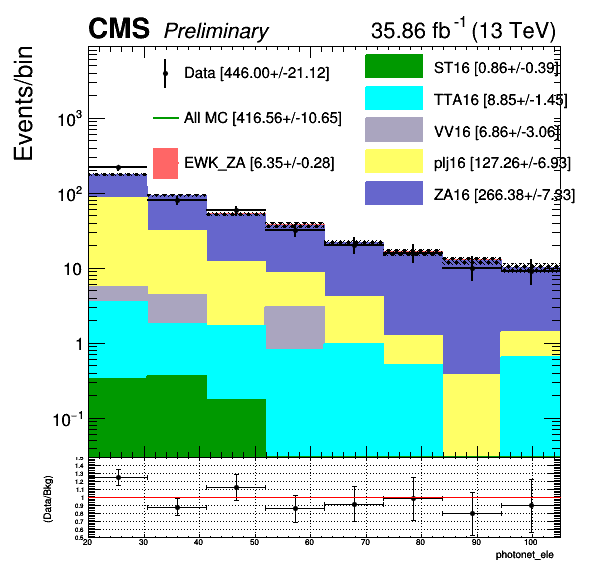 CMS Preliminary 35.86 fb⁻¹ (13 TeV)
Events/bin
Data [446.00+/-21.12]
All MC [416.56+/-10.65]
EWK_ZA [6.35+/-0.28]
ST16 [0.86+/-0.39]
TTA16 [8.85+/-1.45]
VV16 [6.86+/-3.06]
plj16 [127.26+/-6.93]
ZA16 [266.38+/-7.33]
10³
10²
10
1
10⁻¹
(Data/Bkg)
1.5
1.4
1.3
1.2
1.1
1
0.9
0.8
0.7
0.6
0.5
20 30 40 50 60 70 80 90 100
photonet_ele